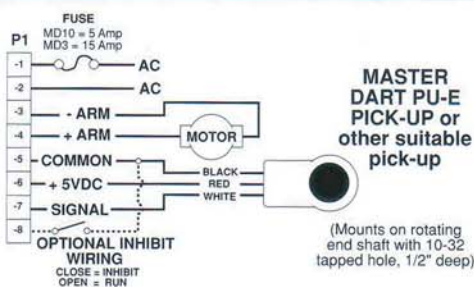 FUSE
MD10 = 5 Amp
MD3 = 15 Amp
P1
-1
AC
-2
AC
-3
- ARM
-4
+ ARM
MOTOR
-5
COMMON
BLACK
-6
+ 5VDC
RED
-7
SIGNAL
WHITE
-8
OPTIONAL INHIBIT
WIRING
CLOSE = INHIBIT
OPEN = RUN
MASTER
DART PU-E
PICK-UP or
other suitable
pick-up
(Mounts on rotating
end shaft with 10-32
tapped hole, 1/2" deep)